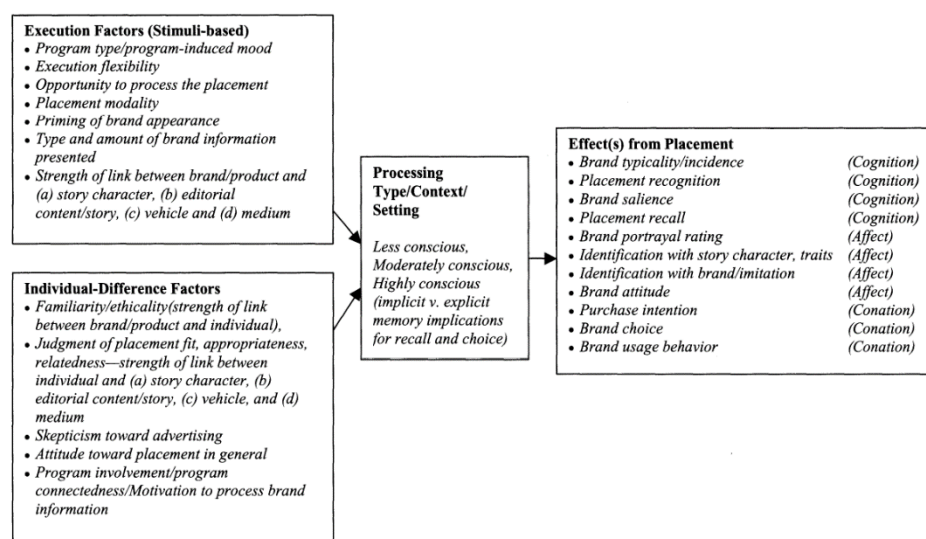 Execution Factors (Stimuli-based)
• Program type/program-induced mood
• Execution flexibility
• Opportunity to process the placement
• Placement modality
• Priming of brand appearance
• Type and amount of brand information
presented
• Strength of link between brand/product and
(a) story character, (b) editorial
content/story, (c) vehicle and (d) medium
Individual-Difference Factors
• Familiarity/ethicality(strength of link
between brand/product and individual),
• Judgment of placement fit, appropriateness,
relatedness—strength of link between
individual and (a) story character, (b)
editorial content/story, (c) vehicle, and (d)
medium
• Skepticism toward advertising
• Attitude toward placement in general
• Program involvement/program
connectedness/Motivation to process brand
information
Processing
Type/Context/
Setting
Less conscious,
Moderately conscious,
Highly conscious
(implicit v. explicit
memory implications
for recall and choice)
Effect(s) from Placement
• Brand typicality/incidence (Cognition)
• Placement recognition (Cognition)
• Brand salience (Cognition)
• Placement recall (Cognition)
• Brand portrayal rating (Affect)
• Identification with story character, traits (Affect)
• Identification with brand/imitation (Affect)
• Brand attitude (Affect)
• Purchase intention (Conation)
• Brand choice (Conation)
• Brand usage behavior (Conation)